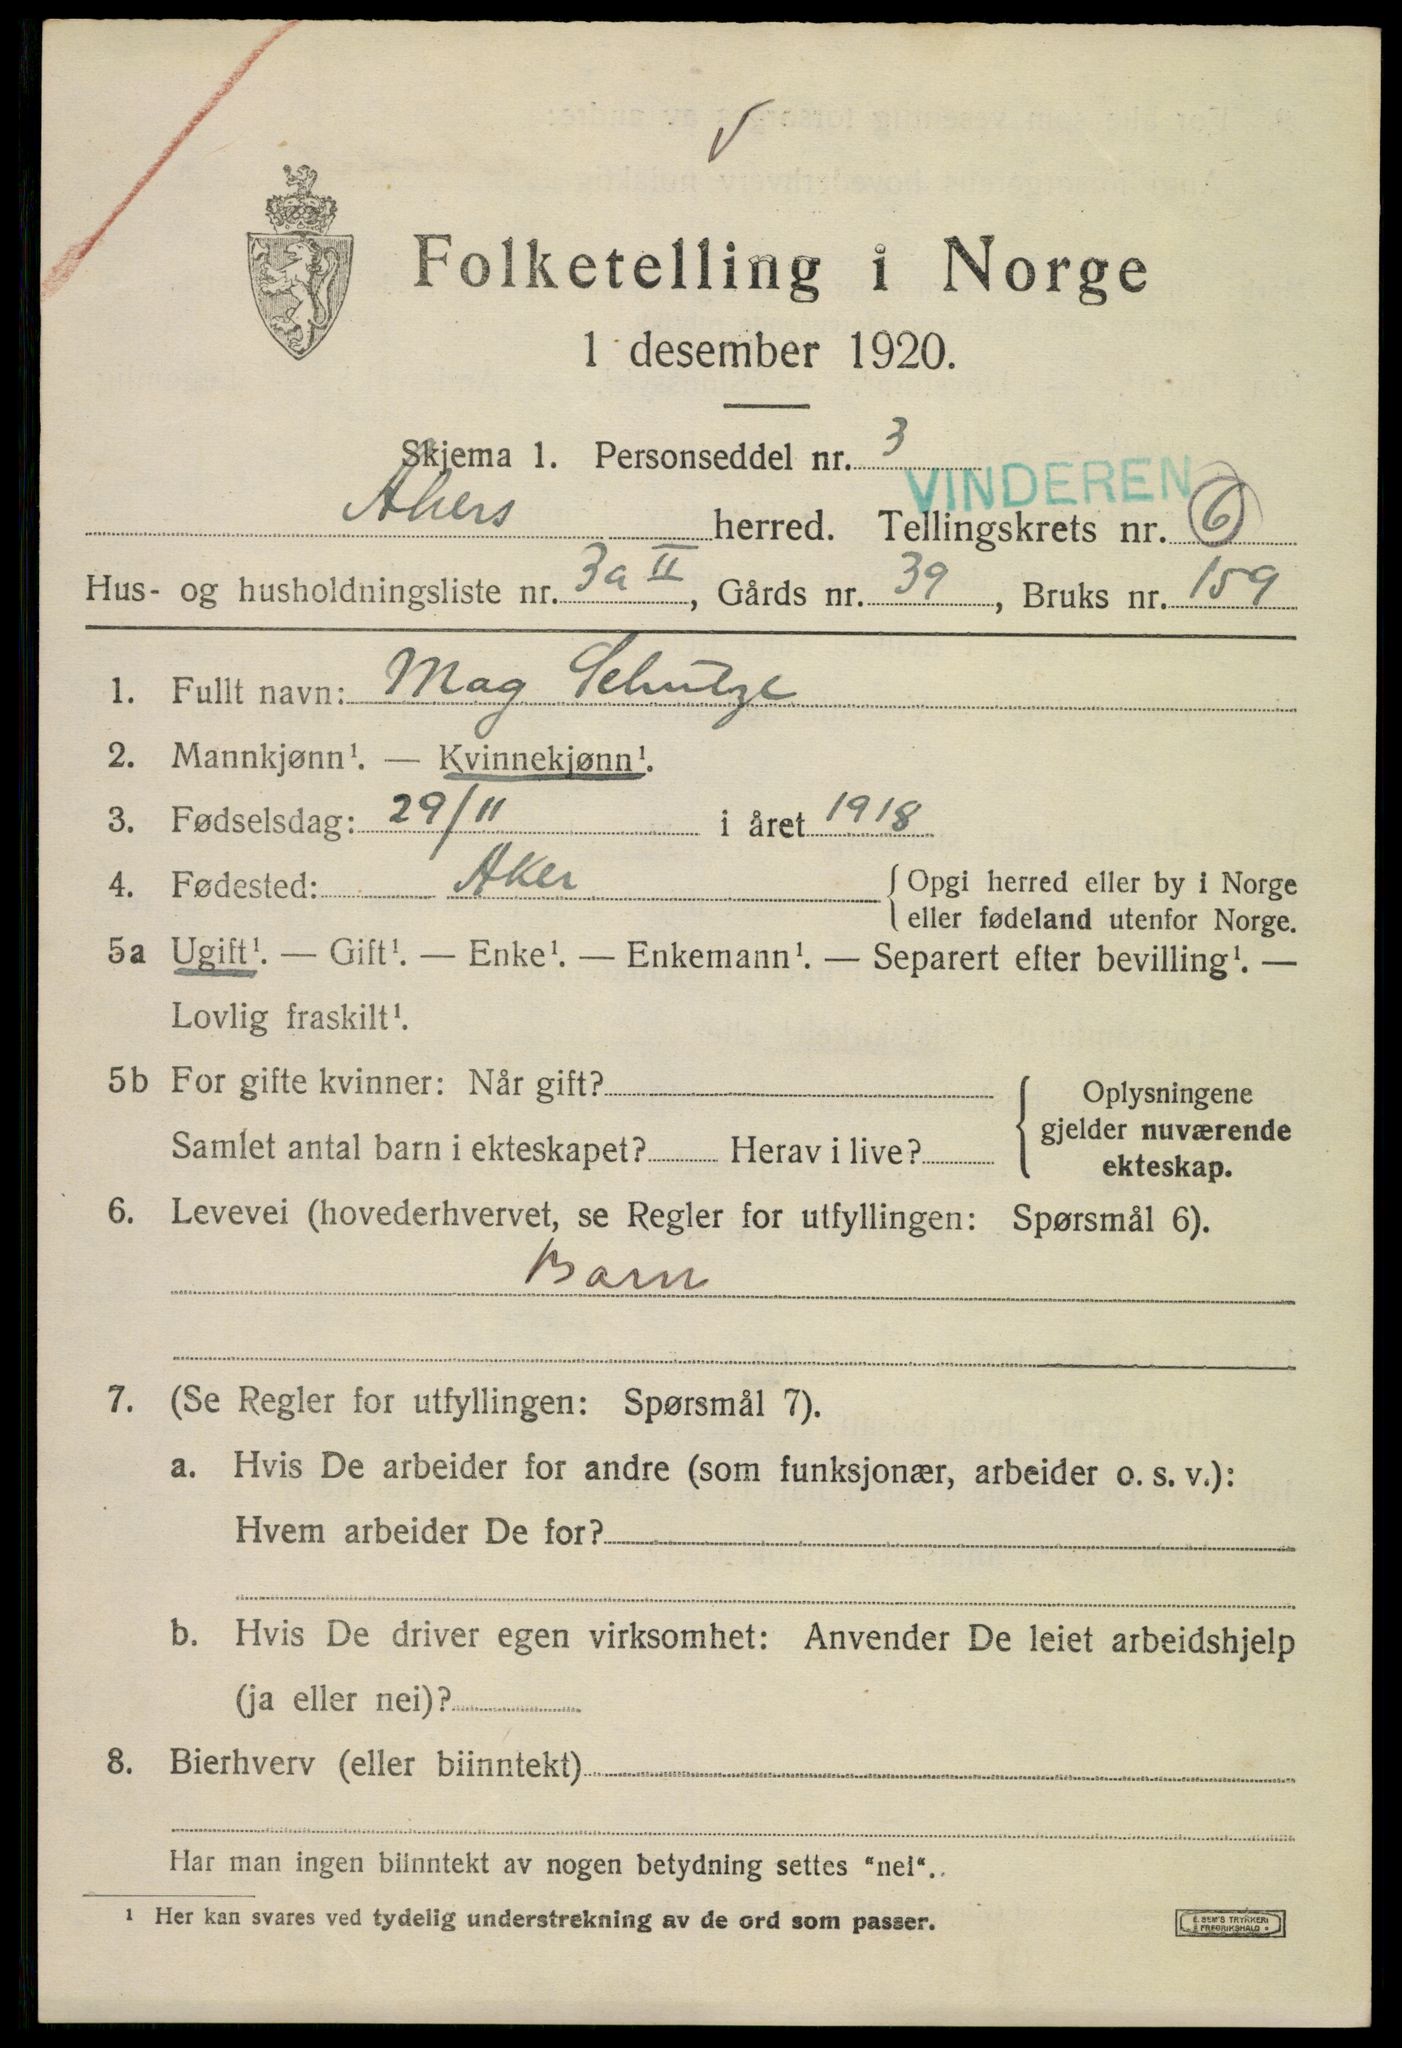 Folketelling i Norge
1 desember 1920.
Skjema 1. Personseddel nr. 3
VINDEREN
Akers herred. Tellingskrets nr. 6
Hus- og husholdningsliste nr. 3a II, Gårds nr. 39, Bruks nr. 159
1. Fullt navn: Mag Schutze
2. Mannkjønn¹. — Kvinnekjønn¹.
3. Fødselsdag: 29/11 i året 1918
4. Fødested: Aker { Opgi herred eller by i Norge
eller fødeland utenfor Norge.
5a Ugift¹. — Gift¹. — Enke¹. — Enkemann¹. — Separert efter bevilling¹. —
Lovlig fraskilt¹.
5b For gifte kvinner: Når gift?
Samlet antal barn i ekteskapet? Herav i live?
Oplysningene
gjelder nuværende
ekteskap.
6. Levevei (hovederhvervet, se Regler for utfyllingen: Spørsmål 6).
Barn
7. (Se Regler for utfyllingen: Spørsmål 7).
a. Hvis De arbeider for andre (som funksjonær, arbeider o. s. v.):
Hvem arbeider De for?
b. Hvis De driver egen virksomhet: Anvender De leiet arbeidshjelp
(ja eller nei)?
8. Bierhverv (eller biinntekt)
Har man ingen biinntekt av nogen betydning settes "nei".
¹ Her kan svares ved tydelig understrekning av de ord som passer.
E. SEM'S TRYKKERI
FREDRIKSHALD